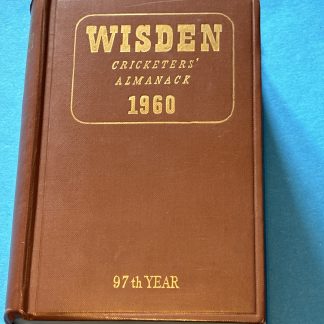 WISDEN
CRICKETERS'
ALMANACK
1960
97th YEAR